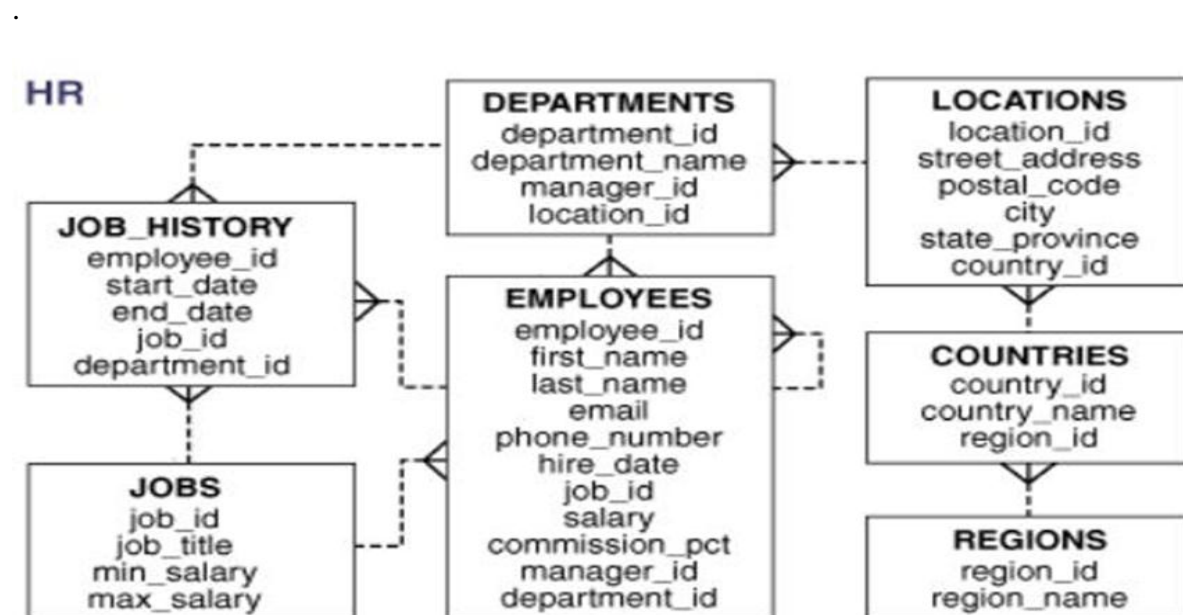 .
HR
DEPARTMENTS
department_id
department_name
manager_id
location_id
LOCATIONS
location_id
street_address
postal_code
city
state_province
country_id
JOB_HISTORY
employee_id
start_date
end_date
job_id
department_id
EMPLOYEES
employee_id
first_name
last_name
email
phone_number
hire_date
job_id
salary
commission_pct
manager_id
department_id
COUNTRIES
country_id
country_name
region_id
JOBS
job_id
job_title
min_salary
max_salary
REGIONS
region_id
region_name